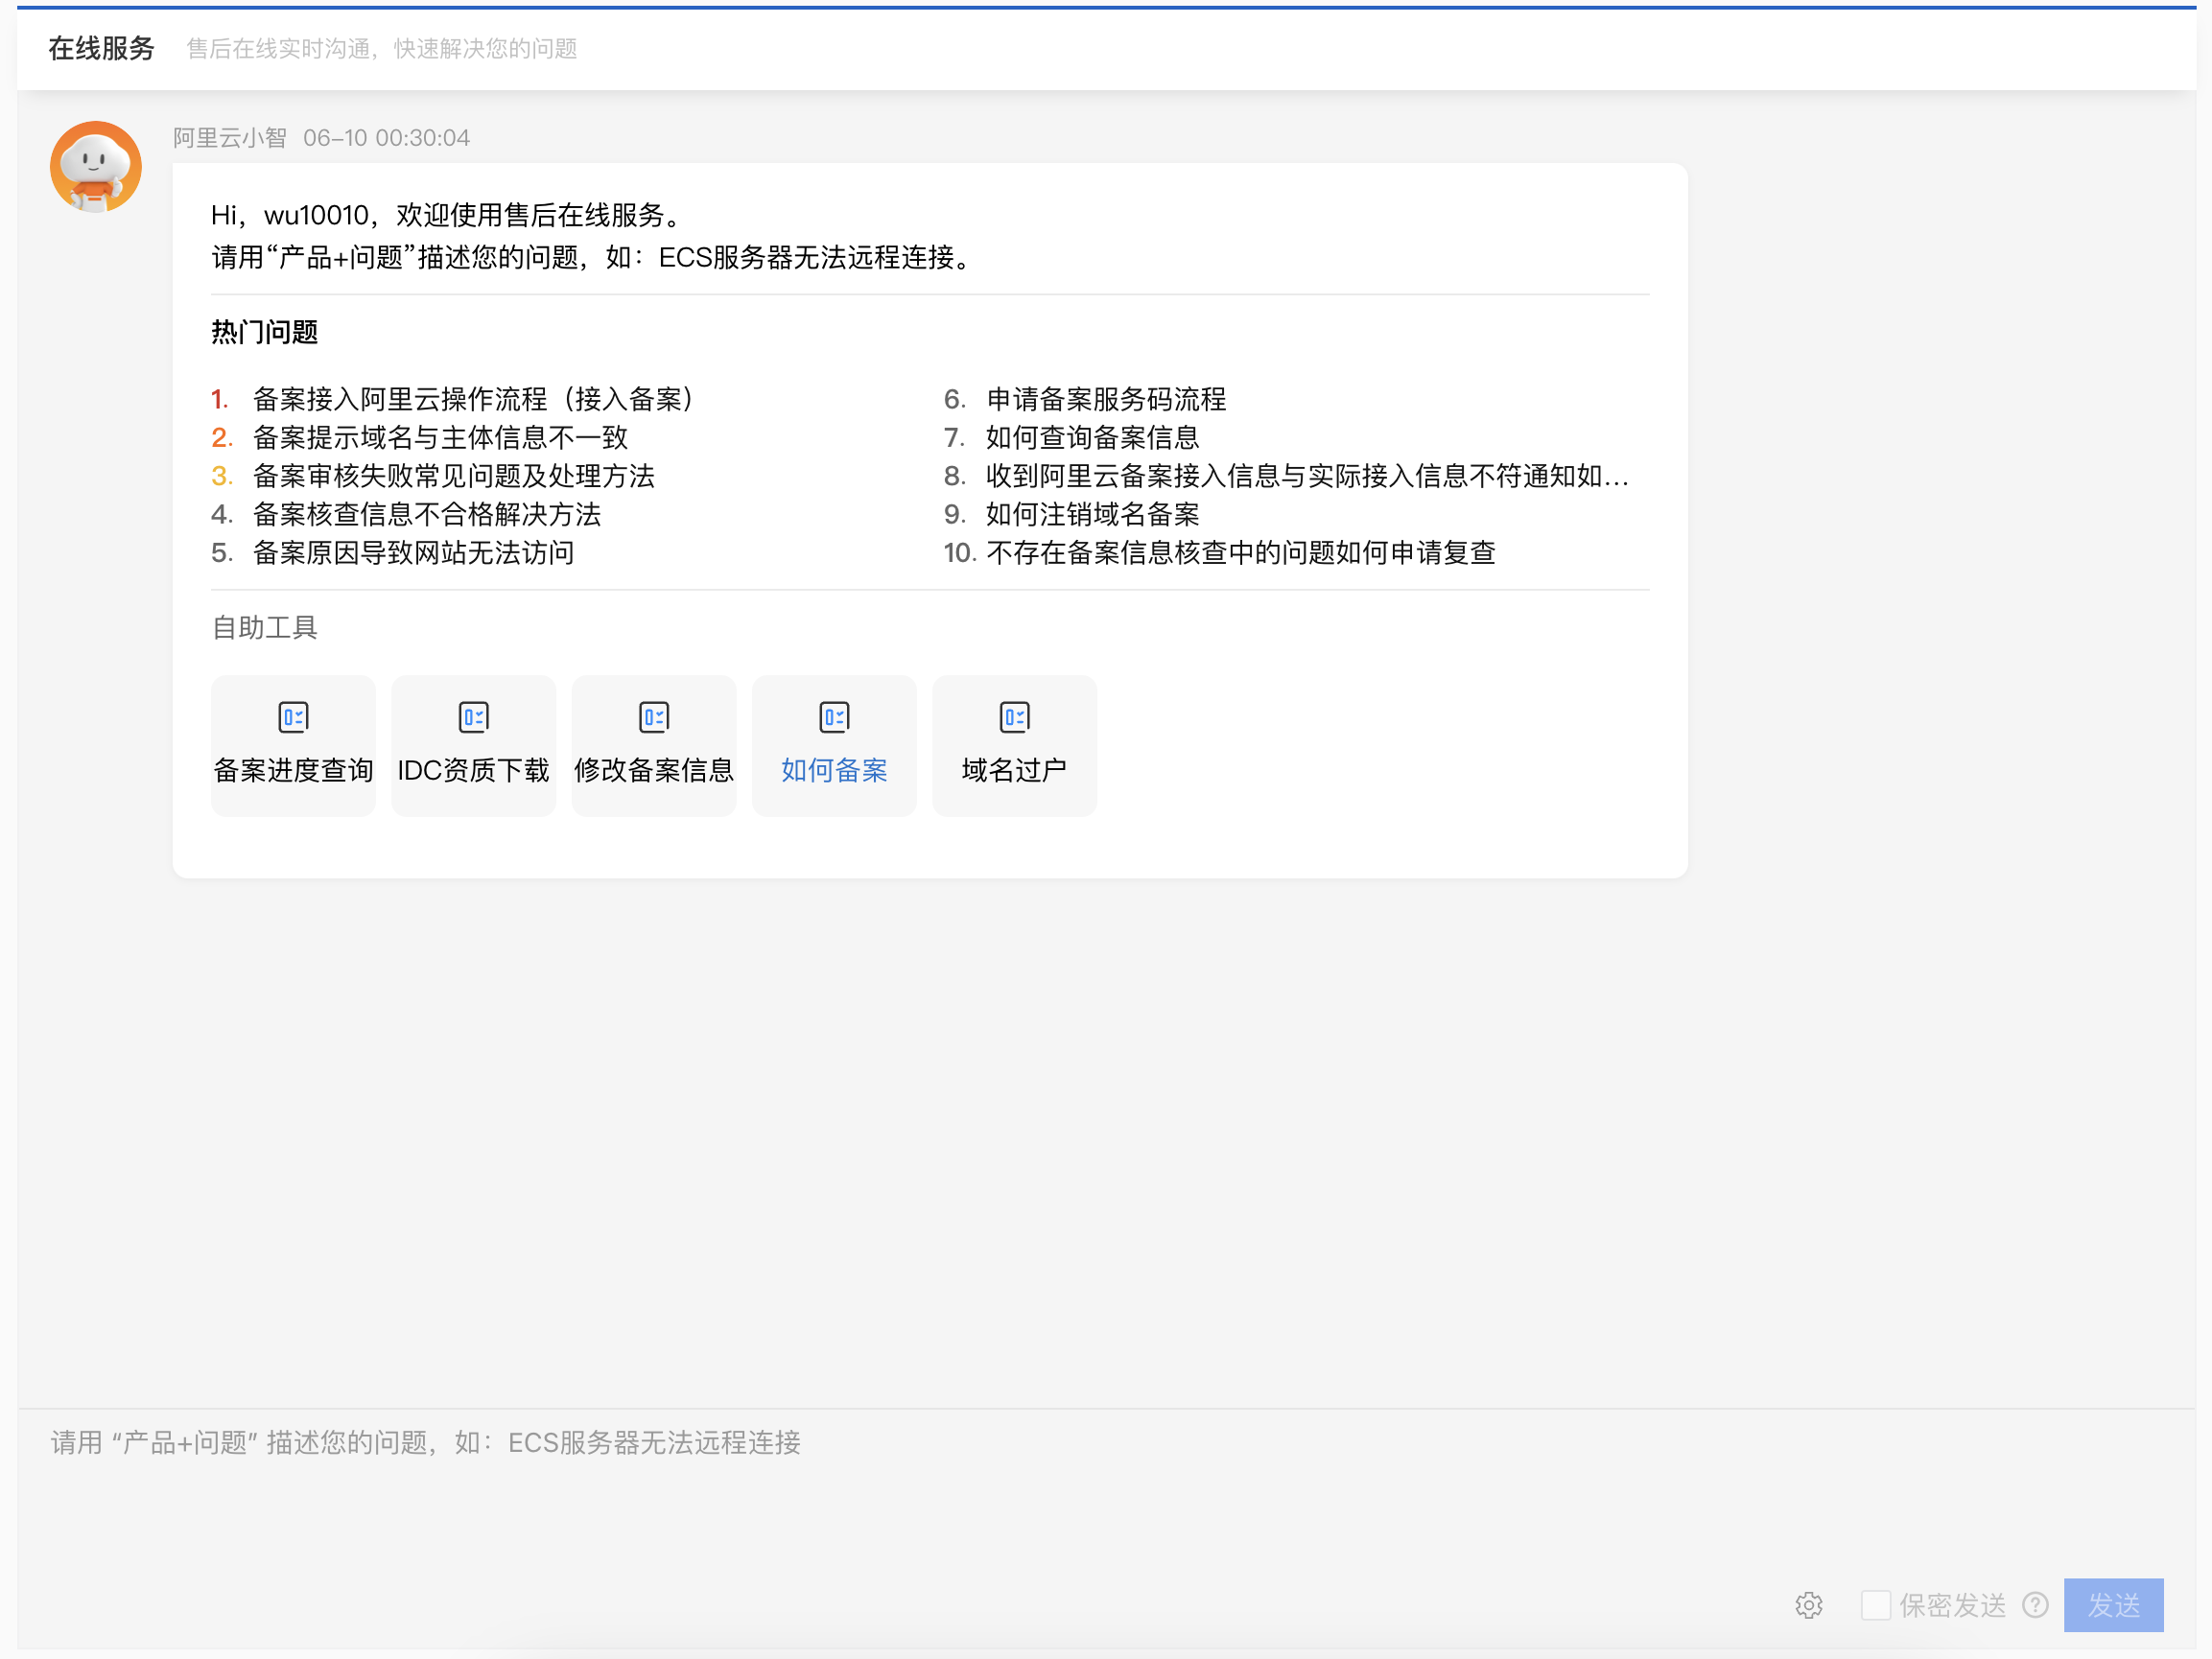 在线服务 售后在线实时沟通，快速解决您的问题
阿里云小智 06-10 00:30:04
Hi，wu10010，欢迎使用售后在线服务。
请用“产品+问题”描述您的问题，如：ECS服务器无法远程连接。
热门问题
1. 备案接入阿里云操作流程（接入备案）
2. 备案提示域名与主体信息不一致
3. 备案审核失败常见问题及处理方法
4. 备案核查信息不合格解决方法
5. 备案原因导致网站无法访问
6. 申请备案服务码流程
7. 如何查询备案信息
8. 收到阿里云备案接入信息与实际接入信息不符通知如...
9. 如何注销域名备案
10. 不存在备案信息核查中的问题如何申请复查
自助工具
备案进度查询 IDC资质下载 修改备案信息 如何备案 域名过户
请用 “产品+问题” 描述您的问题，如：ECS服务器无法远程连接
保密发送 ? 发送